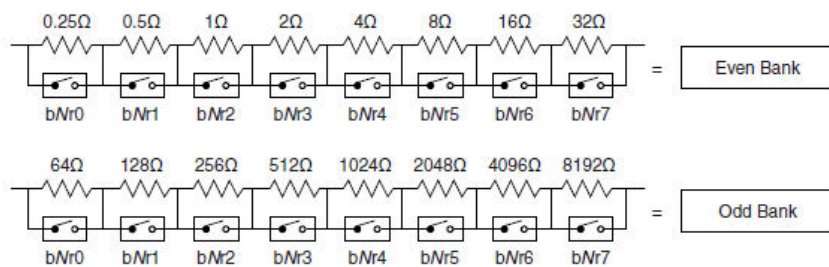 0.25Ω 0.5Ω 1Ω 2Ω 4Ω 8Ω 16Ω 32Ω
= Even Bank
bNr0 bNr1 bNr2 bNr3 bNr4 bNr5 bNr6 bNr7
64Ω 128Ω 256Ω 512Ω 1024Ω 2048Ω 4096Ω 8192Ω
= Odd Bank
bNr0 bNr1 bNr2 bNr3 bNr4 bNr5 bNr6 bNr7